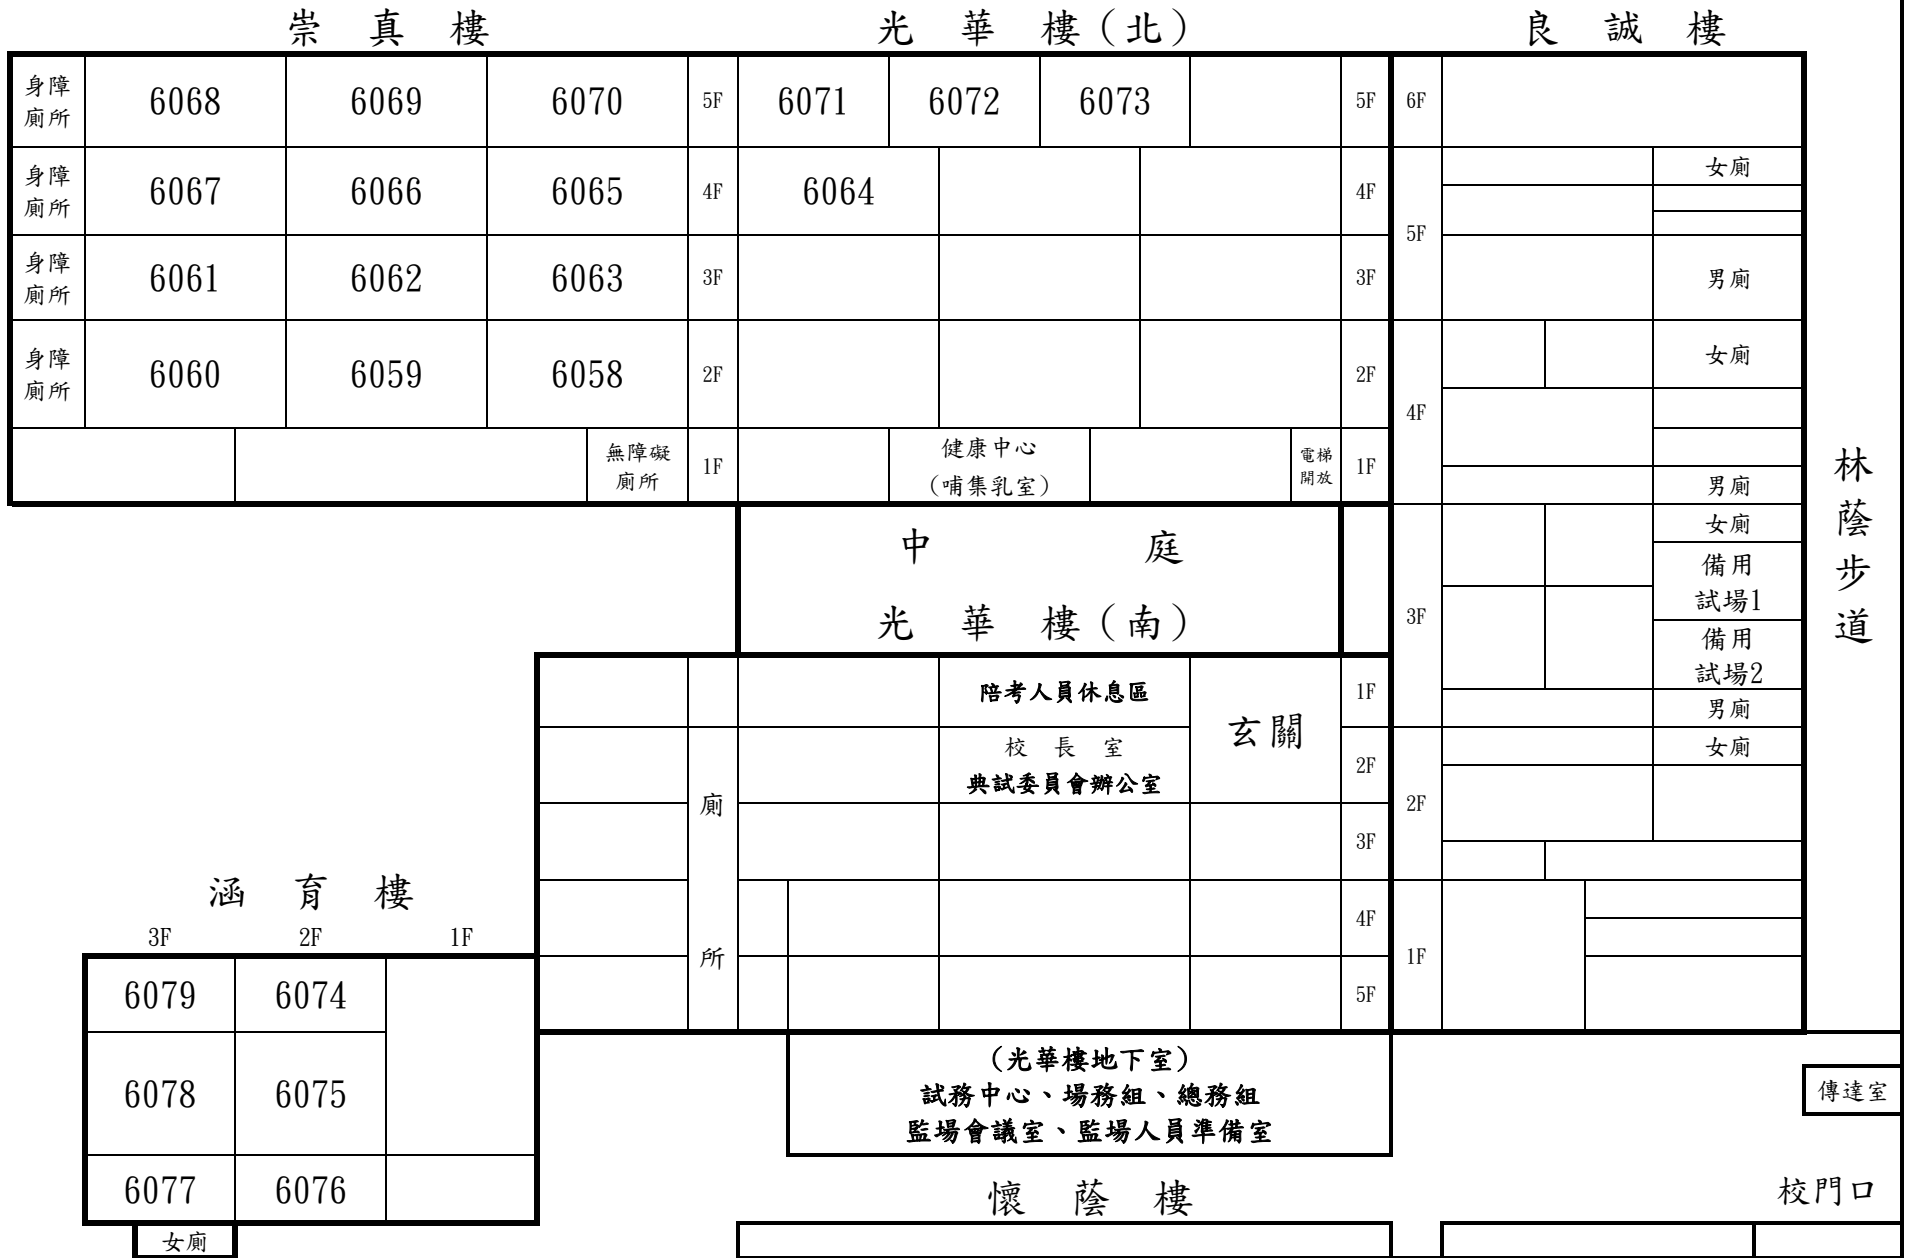 崇真樓
光華樓(北)
良誠樓
身障
廁所
6068
6069
6070
5F
6071
6072
6073
5F
6F
身障
廁所
6067
6066
6065
4F
6064
4F
女廁
5F
身障
廁所
6061
6062
6063
3F
3F
男廁
身障
廁所
6060
6059
6058
2F
2F
女廁
4F
無障礙
廁所
1F
健康中心
(哺集乳室)
電梯
開放
1F
男廁
林蔭步道
中庭
光華樓(南)
女廁
備用
試場1
3F
備用
試場2
男廁
陪考人員休息區
1F
玄關
校長室
典試委員會辦公室
2F
女廁
2F
廁所
3F
4F
5F
1F
涵育樓
3F
2F
1F
6079
6074
6078
6075
6077
6076
女廁
(光華樓地下室)
試務中心、場務組、總務組
監場會議室、監場人員準備室
傳達室
懷蔭樓
校門口